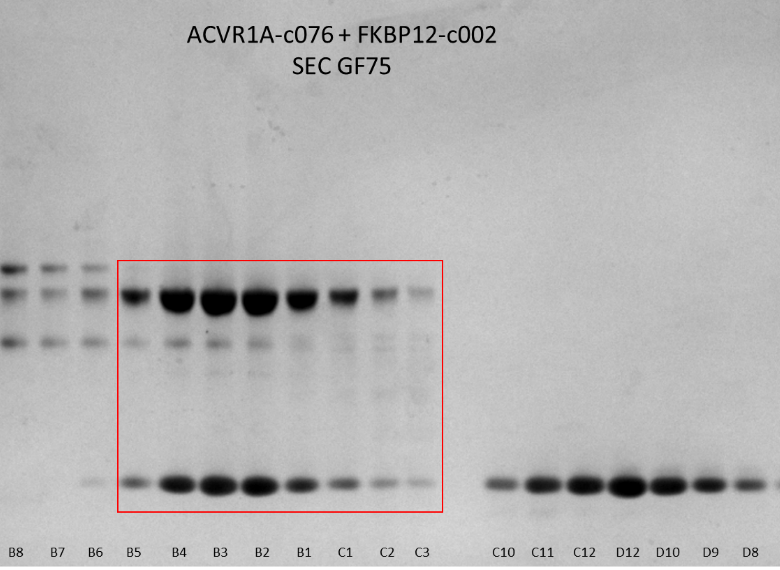 ACVR1A-c076 + FKBP12-c002
SEC GF75
B8 B7 B6 B5 B4 B3 B2 B1 C1 C2 C3 C10 C11 C12 D12 D10 D9 D8